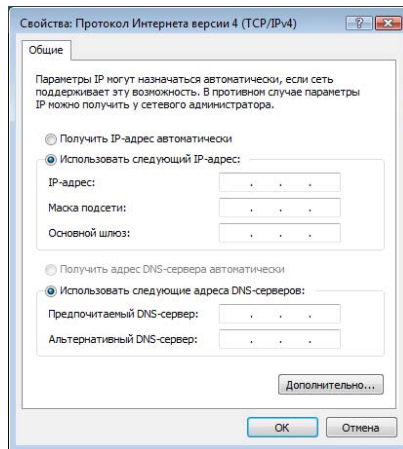 Свойства: Протокол Интернета версии 4 (TCP/IPv4)
Общие
Параметры IP могут назначаться автоматически, если сеть
поддерживает эту возможность. В противном случае параметры
IP можно получить у сетевого администратора.
Получить IP-адрес автоматически
Использовать следующий IP-адрес:
IP-адрес:
Маска подсети:
Основной шлюз:
Получить адрес DNS-сервера автоматически
Использовать следующие адреса DNS-серверов:
Предпочитаемый DNS-сервер:
Альтернативный DNS-сервер:
Дополнительно...
OK Отмена